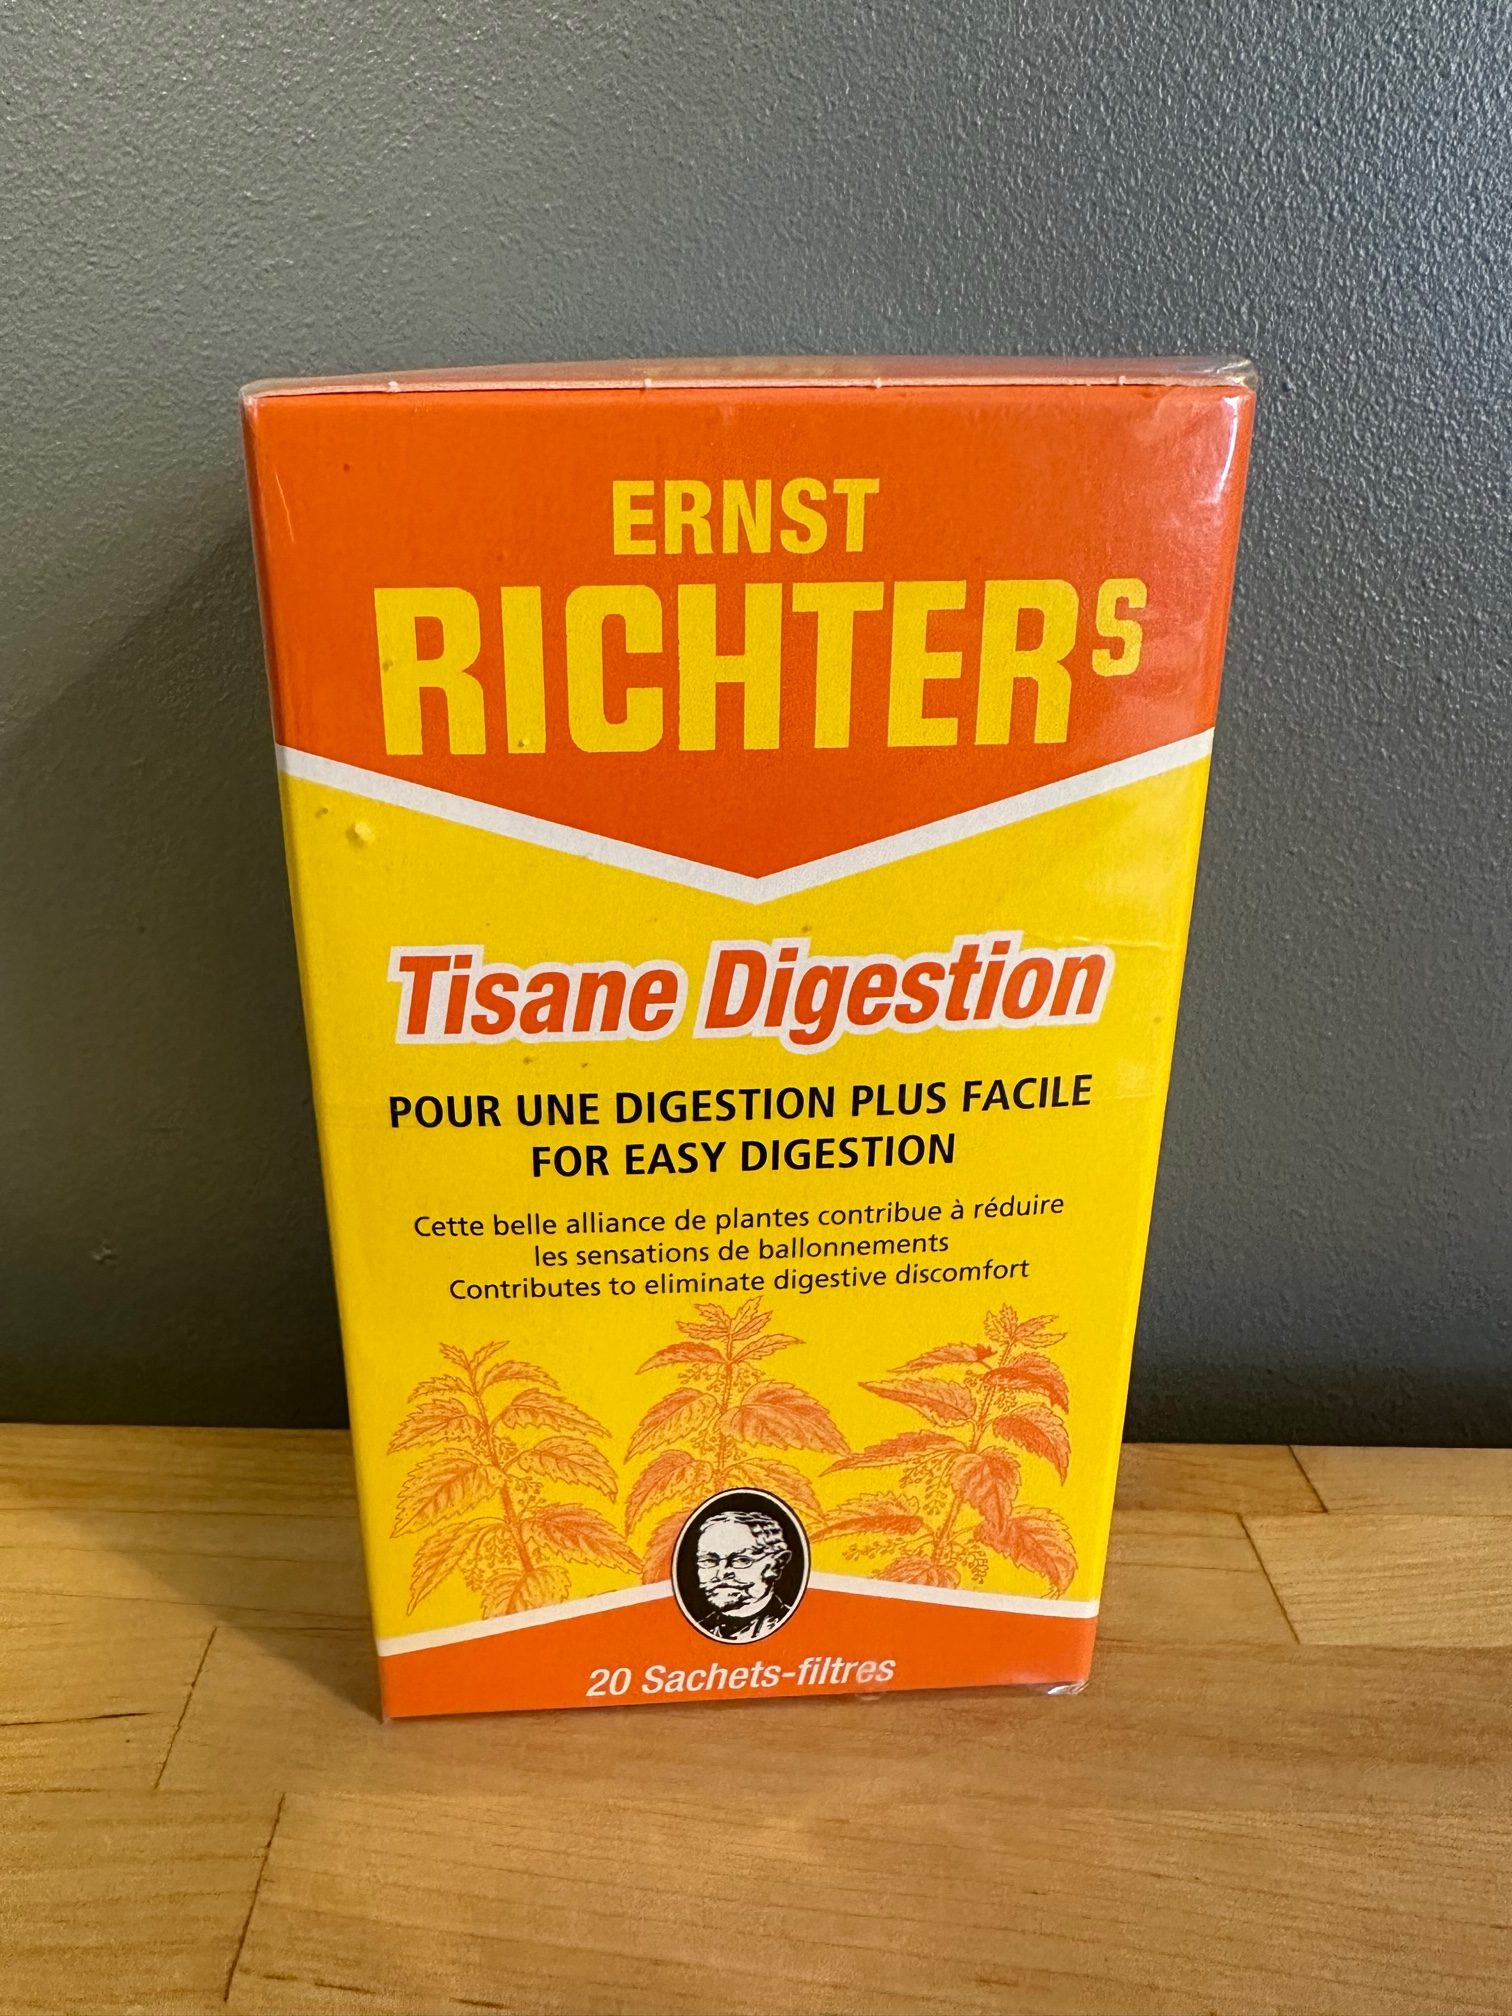 ERNST
RICHTERS
Tisane Digestion
POUR UNE DIGESTION PLUS FACILE
FOR EASY DIGESTION
Cette belle alliance de plantes contribue à réduire
les sensations de ballonnements
Contributes to eliminate digestive discomfort
20 Sachets-filtres